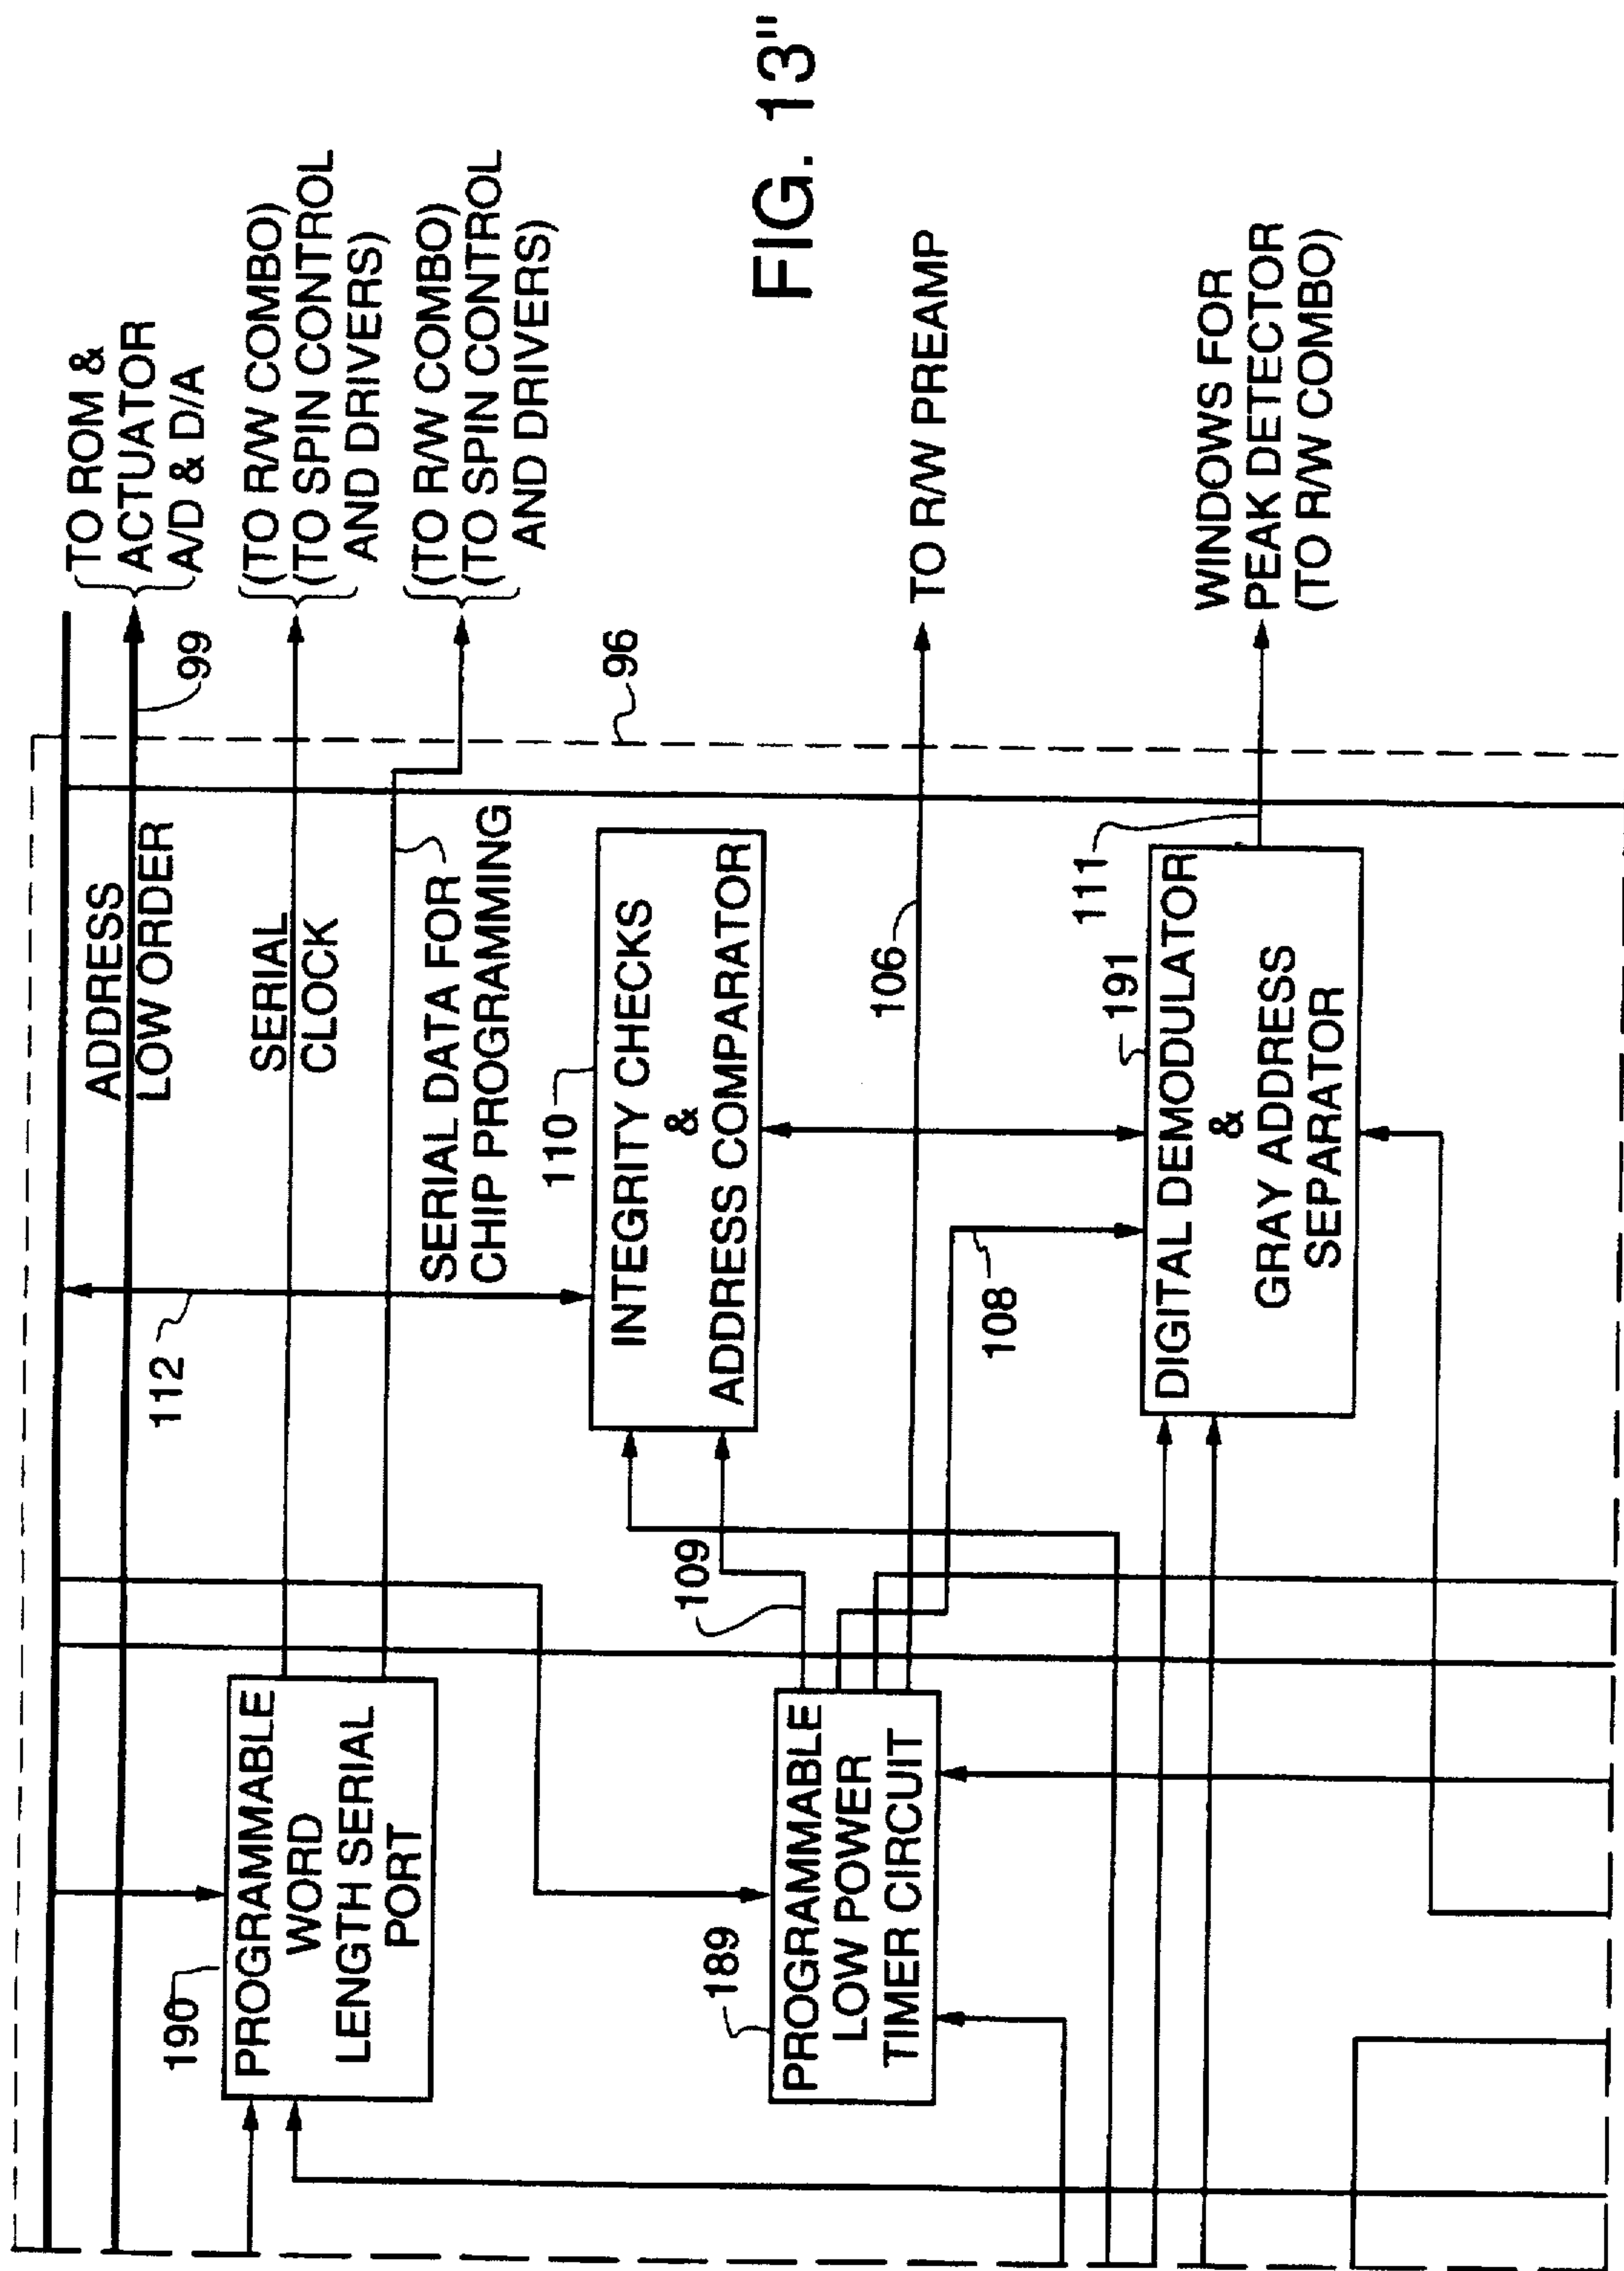 TO ROM &
ACTUATOR
A/D & D/A
99
ADDRESS
LOW ORDER
(TO R/W COMBO)
(TO SPIN CONTROL
AND DRIVERS)
SERIAL
CLOCK
(TO R/W COMBO)
(TO SPIN CONTROL
AND DRIVERS)
96
SERIAL DATA FOR
CHIP PROGRAMMING
112
190
PROGRAMMABLE
WORD
LENGTH SERIAL
PORT
110
INTEGRITY CHECKS
&
ADDRESS COMPARATOR
109
189
PROGRAMMABLE
LOW POWER
TIMER CIRCUIT
106
TO R/W PREAMP
108
191
111
DIGITAL DEMODULATOR
&
GRAY ADDRESS
SEPARATOR
WINDOWS FOR
PEAK DETECTOR
(TO R/W COMBO)
FIG. 13"